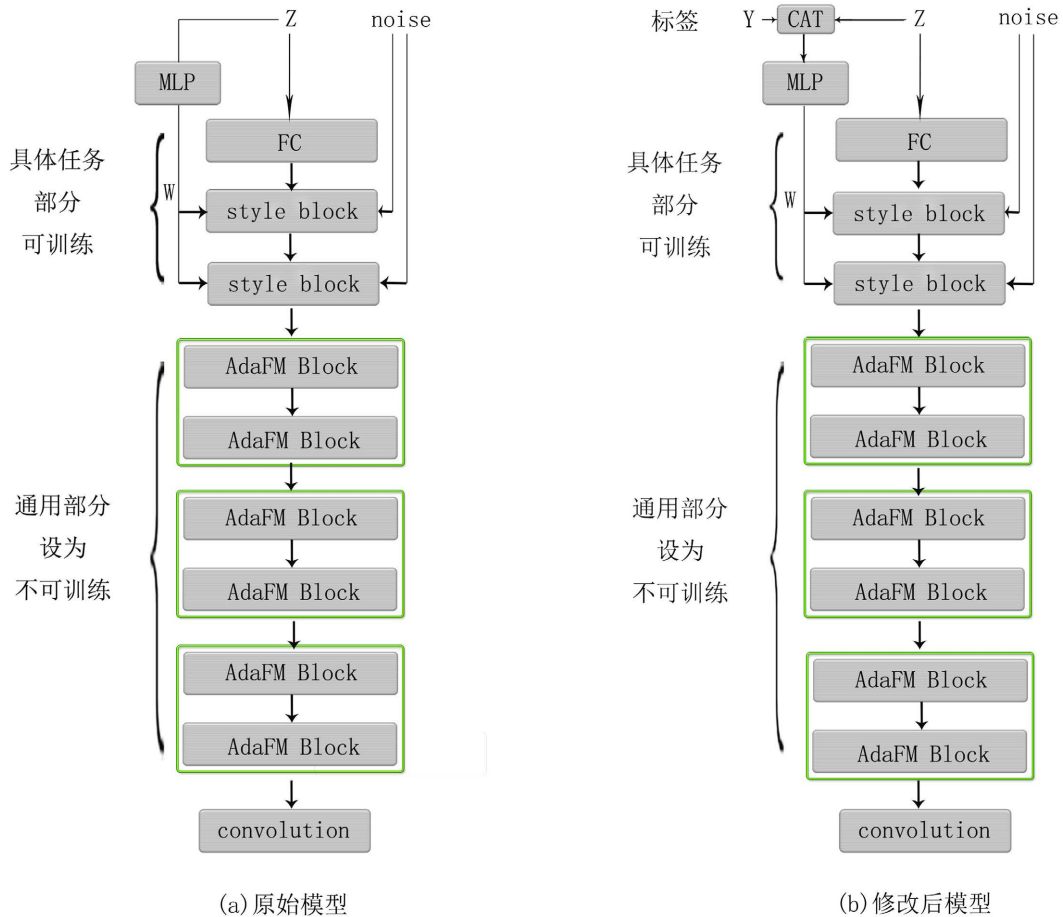 Z
noise
MLP
FC
具体任务
部分
可训练
W
style block
style block
AdaFM Block
AdaFM Block
通用部分
设为
不可训练
AdaFM Block
AdaFM Block
AdaFM Block
AdaFM Block
convolution
(a)原始模型
标签
Y
CAT
Z
noise
MLP
FC
具体任务
部分
可训练
W
style block
style block
AdaFM Block
AdaFM Block
通用部分
设为
不可训练
AdaFM Block
AdaFM Block
AdaFM Block
AdaFM Block
convolution
(b)修改后模型